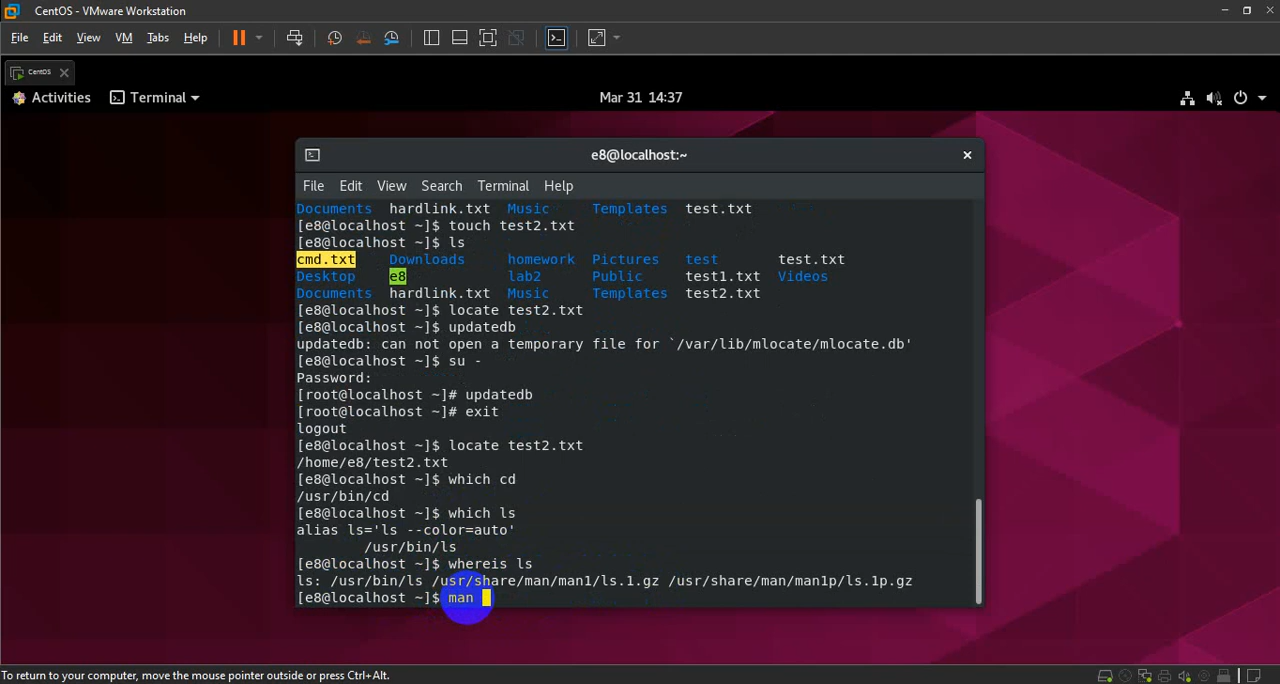 CentOS - VMware Workstation
File Edit View VM Tabs Help
CentOS
Activities Terminal Mar 31 14:37
e8@localhost:~
File Edit View Search Terminal Help
Documents hardlink.txt Music Templates test.txt
[e8@localhost ~]$ touch test2.txt
[e8@localhost ~]$ ls
cmd.txt Downloads homework Pictures test test.txt
Desktop e8 lab2 Public test1.txt Videos
Documents hardlink.txt Music Templates test2.txt
[e8@localhost ~]$ locate test2.txt
[e8@localhost ~]$ updatedb
updatedb: can not open a temporary file for `/var/lib/mlocate/mlocate.db'
[e8@localhost ~]$ su -
Password:
[root@localhost ~]# updatedb
[root@localhost ~]# exit
logout
[e8@localhost ~]$ locate test2.txt
/home/e8/test2.txt
[e8@localhost ~]$ which cd
/usr/bin/cd
[e8@localhost ~]$ which ls
alias ls='ls --color=auto'
/usr/bin/ls
[e8@localhost ~]$ whereis ls
ls: /usr/bin/ls /usr/share/man/man1/ls.1.gz /usr/share/man/man1p/ls.1p.gz
[e8@localhost ~]$ man
To return to your computer, move the mouse pointer outside or press Ctrl+Alt.